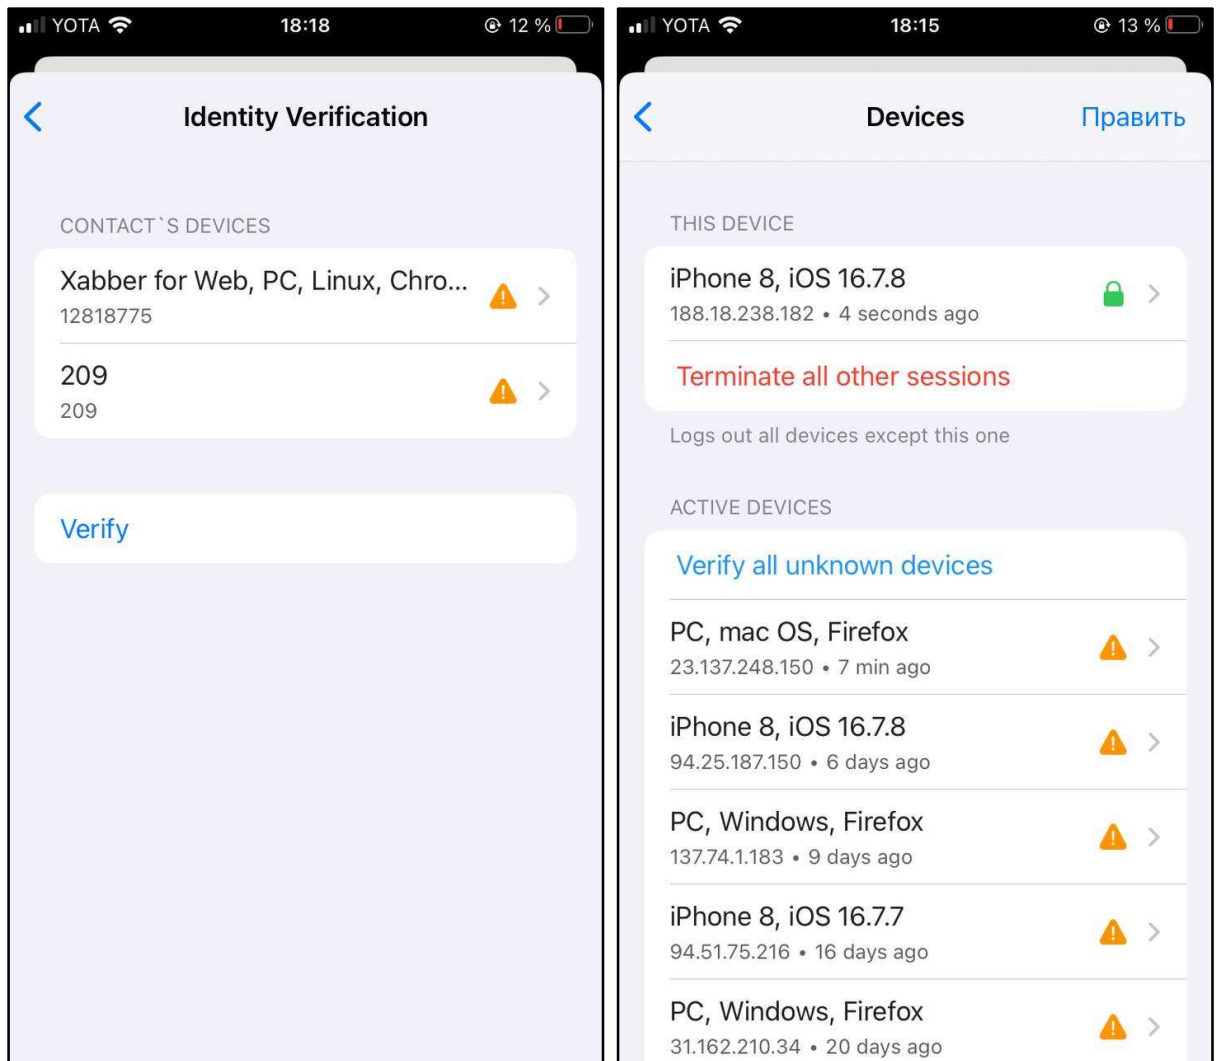 YOTA 18:18 12 %
Identity Verification
CONTACT`S DEVICES
Xabber for Web, PC, Linux, Chro...
12818775
209
209
Verify
YOTA 18:15 13 %
Devices Править
THIS DEVICE
iPhone 8, iOS 16.7.8
188.18.238.182 • 4 seconds ago
Terminate all other sessions
Logs out all devices except this one
ACTIVE DEVICES
Verify all unknown devices
PC, mac OS, Firefox
23.137.248.150 • 7 min ago
iPhone 8, iOS 16.7.8
94.25.187.150 • 6 days ago
PC, Windows, Firefox
137.74.1.183 • 9 days ago
iPhone 8, iOS 16.7.7
94.51.75.216 • 16 days ago
PC, Windows, Firefox
31.162.210.34 • 20 days ago